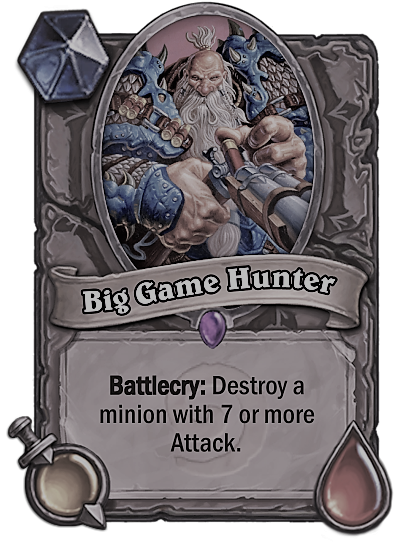 Big Game Hunter
Battlecry: Destroy a
minion with 7 or more
Attack.